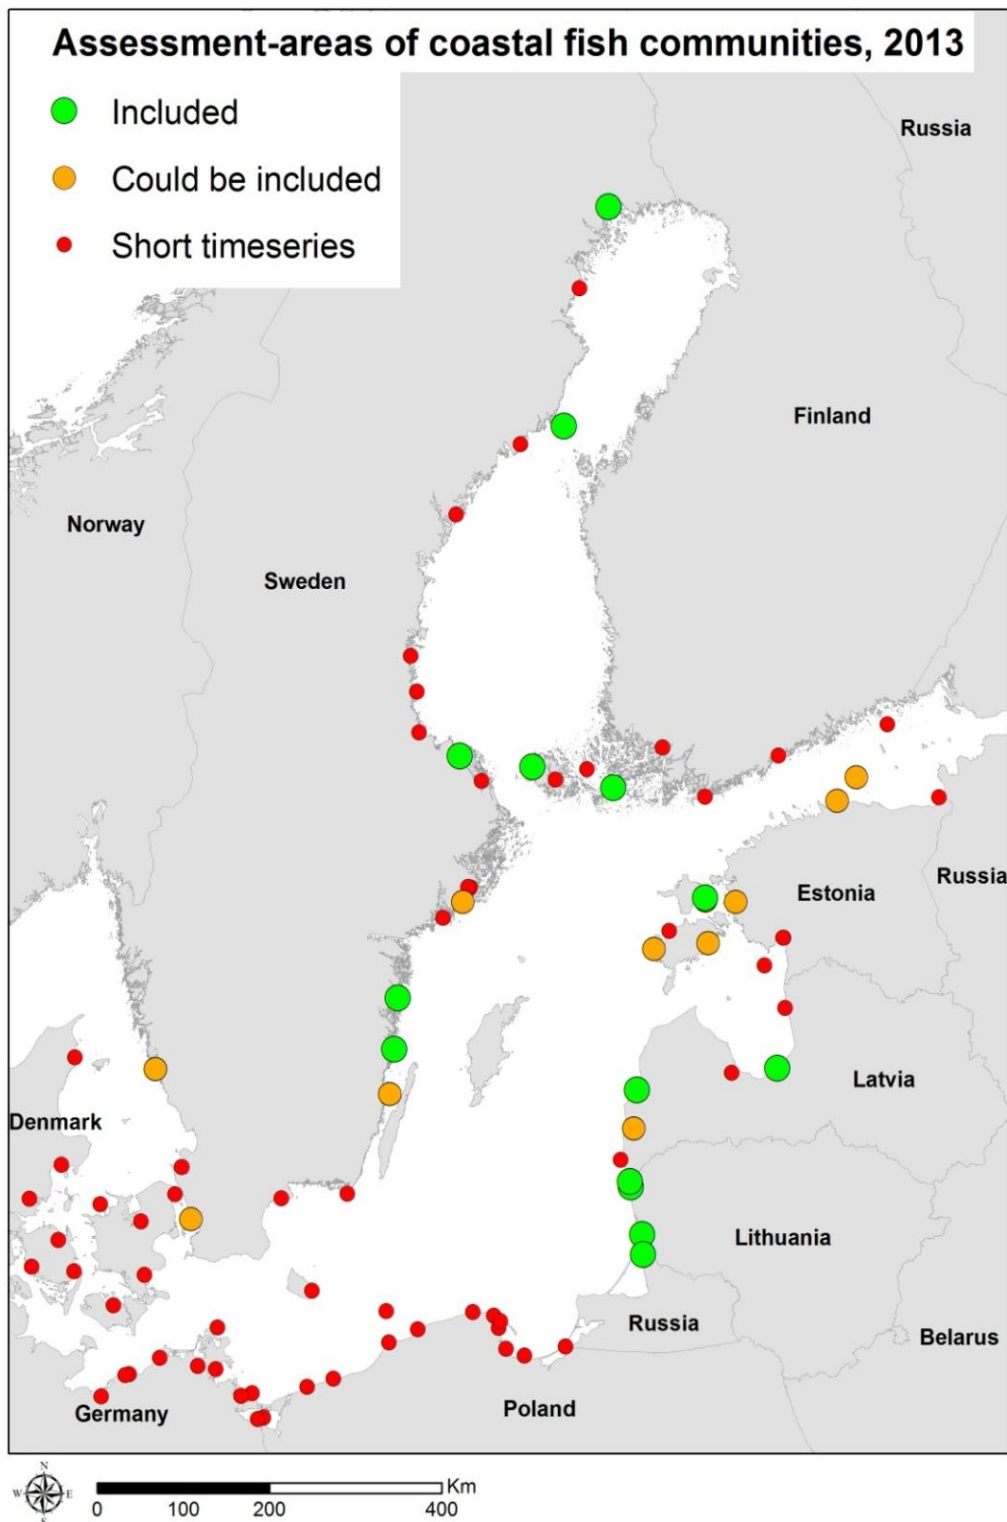 Assessment-areas of coastal fish communities, 2013
Included
Could be included
Short timeseries
Russia
Finland
Norway
Sweden
Estonia
Russia
Latvia
Denmark
Lithuania
Russia
Belarus
Poland
Germany
N
W E
S
Km
0 100 200 400